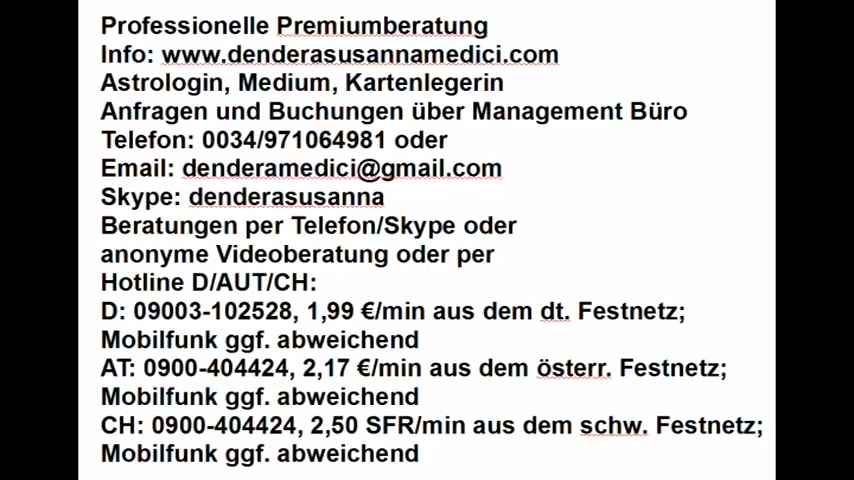 Professionelle Premiumberatung
Info: www.denderasusannamedici.com
Astrologin, Medium, Kartenlegerin
Anfragen und Buchungen über Management Büro
Telefon: 0034/971064981 oder
Email: denderamedici@gmail.com
Skype: denderasusanna
Beratungen per Telefon/Skype oder
anonyme Videoberatung oder per
Hotline D/AUT/CH:
D: 09003-102528, 1,99 €/min aus dem dt. Festnetz;
Mobilfunk ggf. abweichend
AT: 0900-404424, 2,17 €/min aus dem österr. Festnetz;
Mobilfunk ggf. abweichend
CH: 0900-404424, 2,50 SFR/min aus dem schw. Festnetz;
Mobilfunk ggf. abweichend